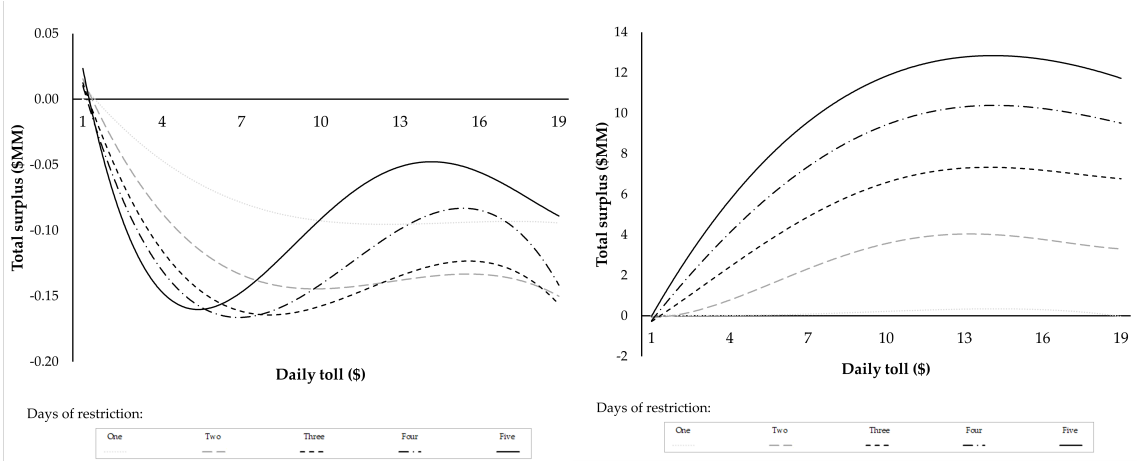 0.05
0.00
-0.05
-0.10
-0.15
-0.20
Total surplus ($MM)
1 4 7 10 13 16 19
Daily toll ($)
Days of restriction:
One Two Three Four Five
14
12
10
8
6
4
2
0
-2
Total surplus ($MM)
1 4 7 10 13 16 19
Daily toll ($)
Days of restriction:
One Two Three Four Five